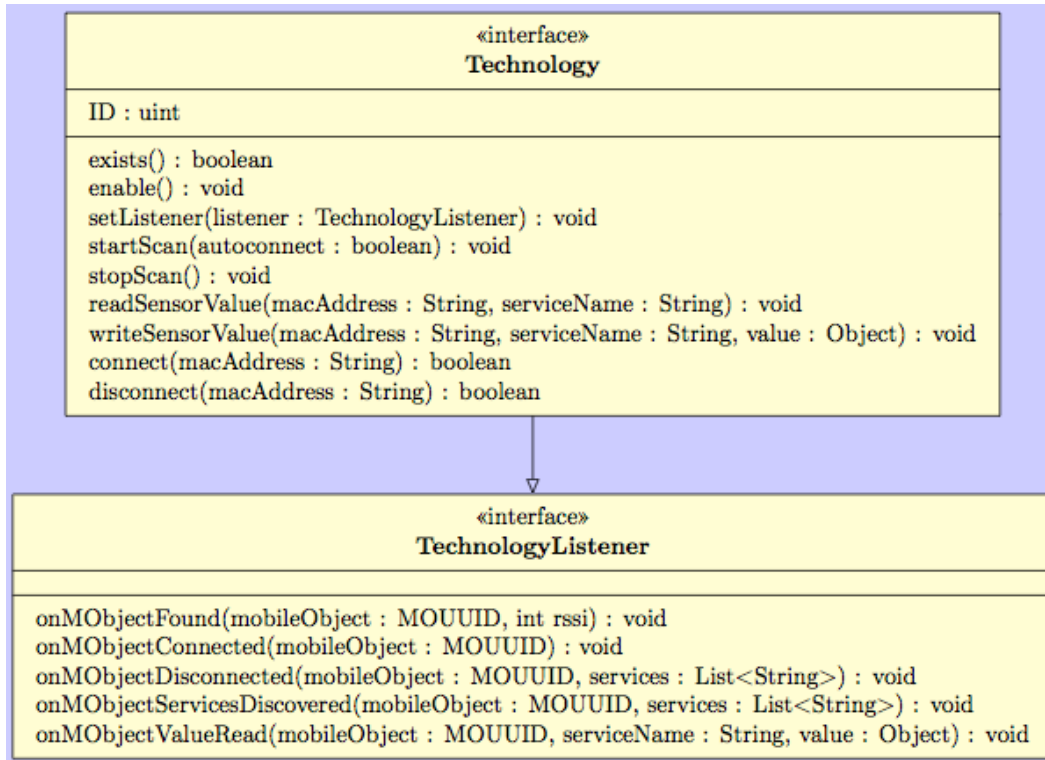 «interface»
Technology
ID : uint
exists() : boolean
enable() : void
setListener(listener : TechnologyListener) : void
startScan(autoconnect : boolean) : void
stopScan() : void
readSensorValue(macAddress : String, serviceName : String) : void
writeSensorValue(macAddress : String, serviceName : String, value : Object) : void
connect(macAddress : String) : boolean
disconnect(macAddress : String) : boolean
«interface»
TechnologyListener
onMObjectFound(mobileObject : MOUUID, int rssi) : void
onMObjectConnected(mobileObject : MOUUID) : void
onMObjectDisconnected(mobileObject : MOUUID, services : List<String>) : void
onMObjectServicesDiscovered(mobileObject : MOUUID, services : List<String>) : void
onMObjectValueRead(mobileObject : MOUUID, serviceName : String, value : Object) : void